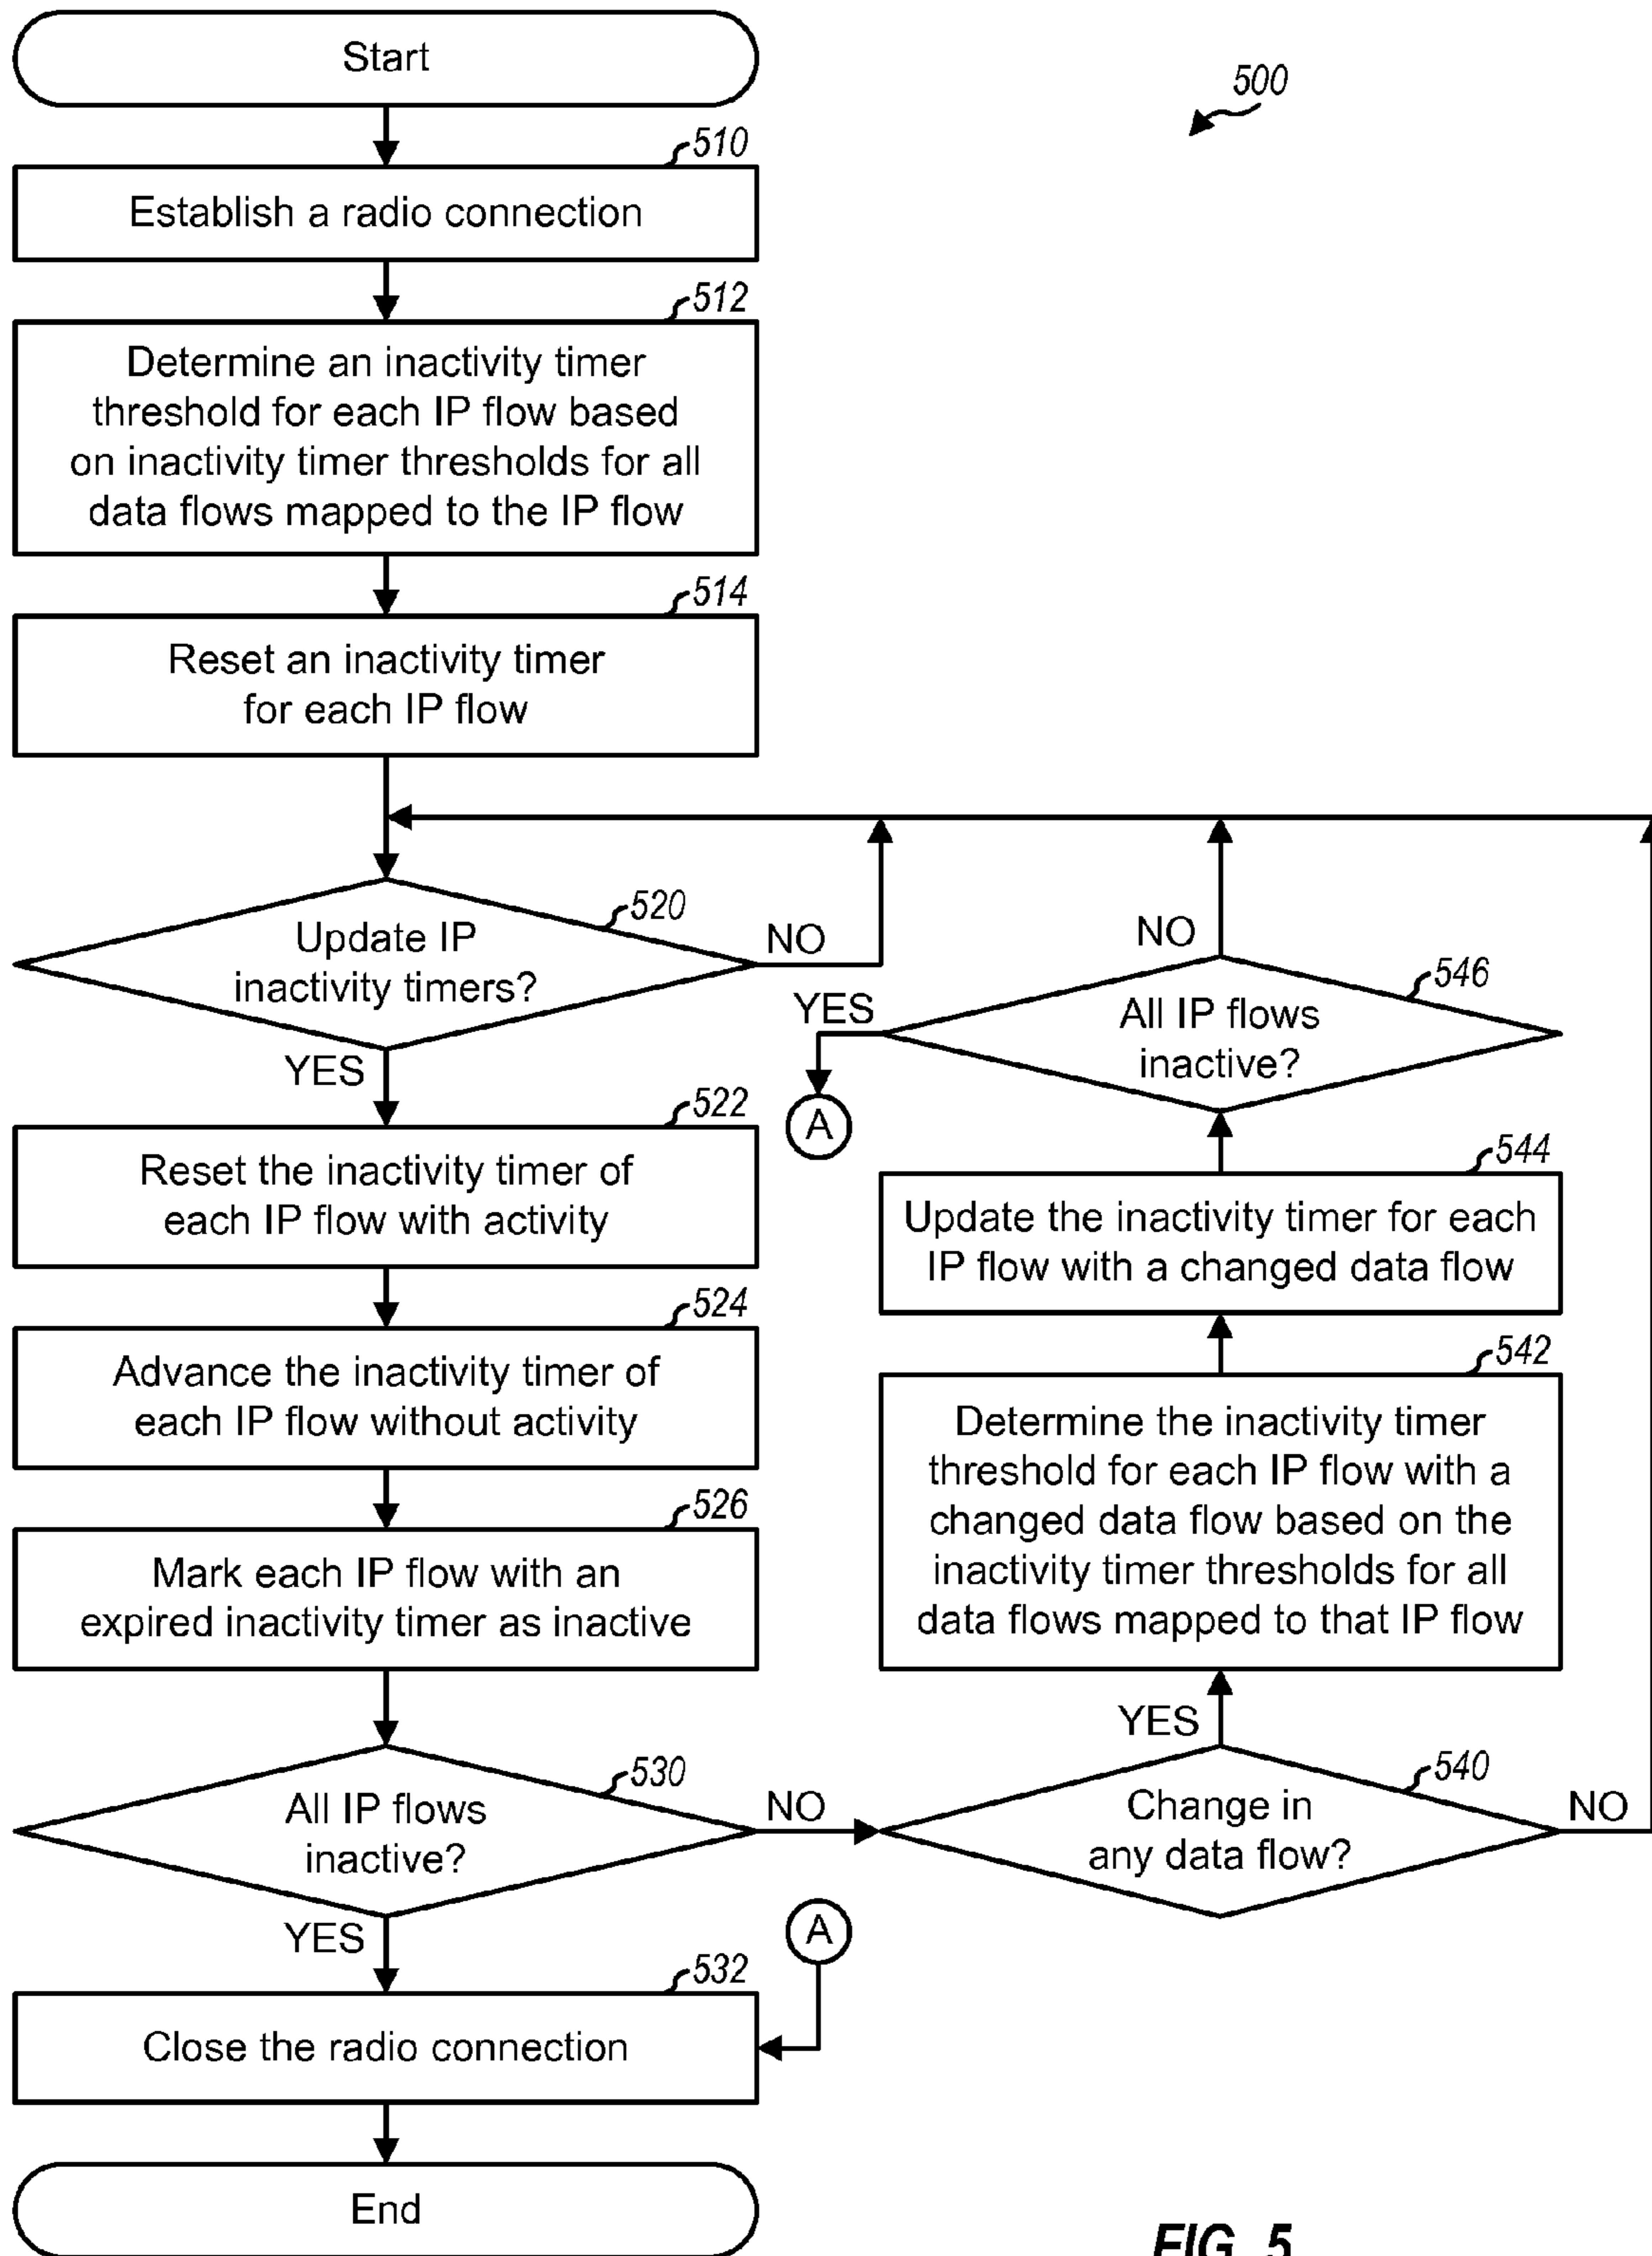 Start
500
510
Establish a radio connection
512
Determine an inactivity timer
threshold for each IP flow based
on inactivity timer thresholds for all
data flows mapped to the IP flow
514
Reset an inactivity timer
for each IP flow
520
Update IP
inactivity timers?
NO
YES
522
Reset the inactivity timer of
each IP flow with activity
524
Advance the inactivity timer of
each IP flow without activity
526
Mark each IP flow with an
expired inactivity timer as inactive
530
All IP flows
inactive?
NO
YES
532
Close the radio connection
A
End
540
Change in
any data flow?
NO
YES
542
Determine the inactivity timer
threshold for each IP flow with a
changed data flow based on the
inactivity timer thresholds for all
data flows mapped to that IP flow
544
Update the inactivity timer for each
IP flow with a changed data flow
546
All IP flows
inactive?
NO
YES
A
FIG. 5